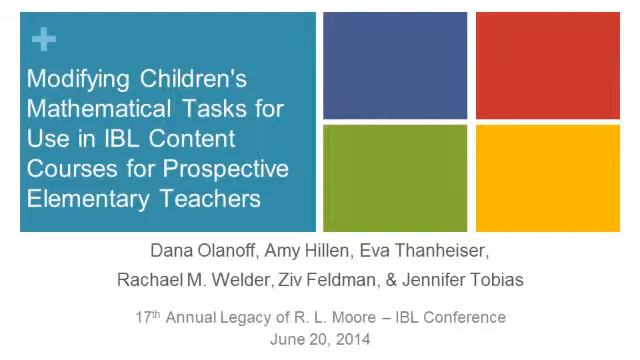 +
Modifying Children's
Mathematical Tasks for
Use in IBL Content
Courses for Prospective
Elementary Teachers
Dana Olanoff, Amy Hillen, Eva Thanheiser,
Rachael M. Welder, Ziv Feldman, & Jennifer Tobias
17th Annual Legacy of R. L. Moore – IBL Conference
June 20, 2014